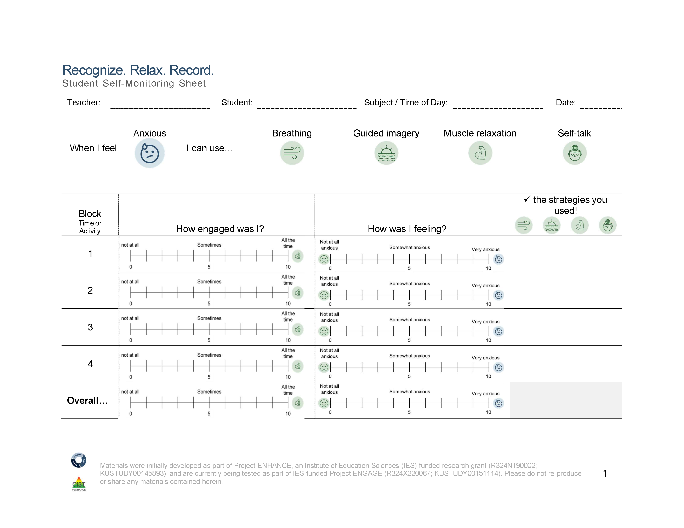 Recognize. Relax. Record.
Student Self-Monitoring Sheet
Teacher: Student: Subject / Time of Day: Date:
Anxious Breathing Guided imagery Muscle relaxation Self-talk
When I feel I can use...
✓ the strategies you used!
Block
Time or
Activity
How engaged was I? How was I feeling?
1
not at all Sometimes All the time
0 5 10
Not at all anxious Somewhat anxious Very anxious
0 5 10
2
not at all Sometimes All the time
0 5 10
Not at all anxious Somewhat anxious Very anxious
0 5 10
3
not at all Sometimes All the time
0 5 10
Not at all anxious Somewhat anxious Very anxious
0 5 10
4
not at all Sometimes All the time
0 5 10
Not at all anxious Somewhat anxious Very anxious
0 5 10
Overall...
not at all Sometimes All the time
0 5 10
Not at all anxious Somewhat anxious Very anxious
0 5 10
Materials were initially developed as part of Project ENHANCE, an Institute of Education Sciences (IES) funded research grant
and are currently being tested as part of IES funded Project ENGAGE Please do not re-produce
or share any materials contained herein
1